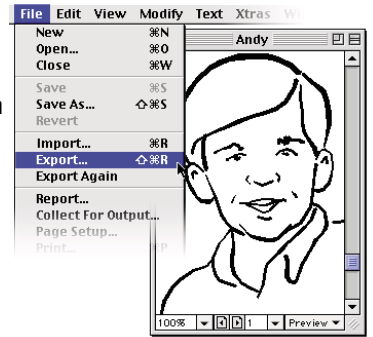 File Edit View Modify Text Xtras
New ⌘N
Open... ⌘O
Close ⌘W
Save ⌘S
Save As... ⇧⌘S
Revert
Import... ⌘R
Export... ⇧⌘R
Export Again
Report...
Collect For Output...
Page Setup...
Print... ⌘P
Andy
100% 1 Preview